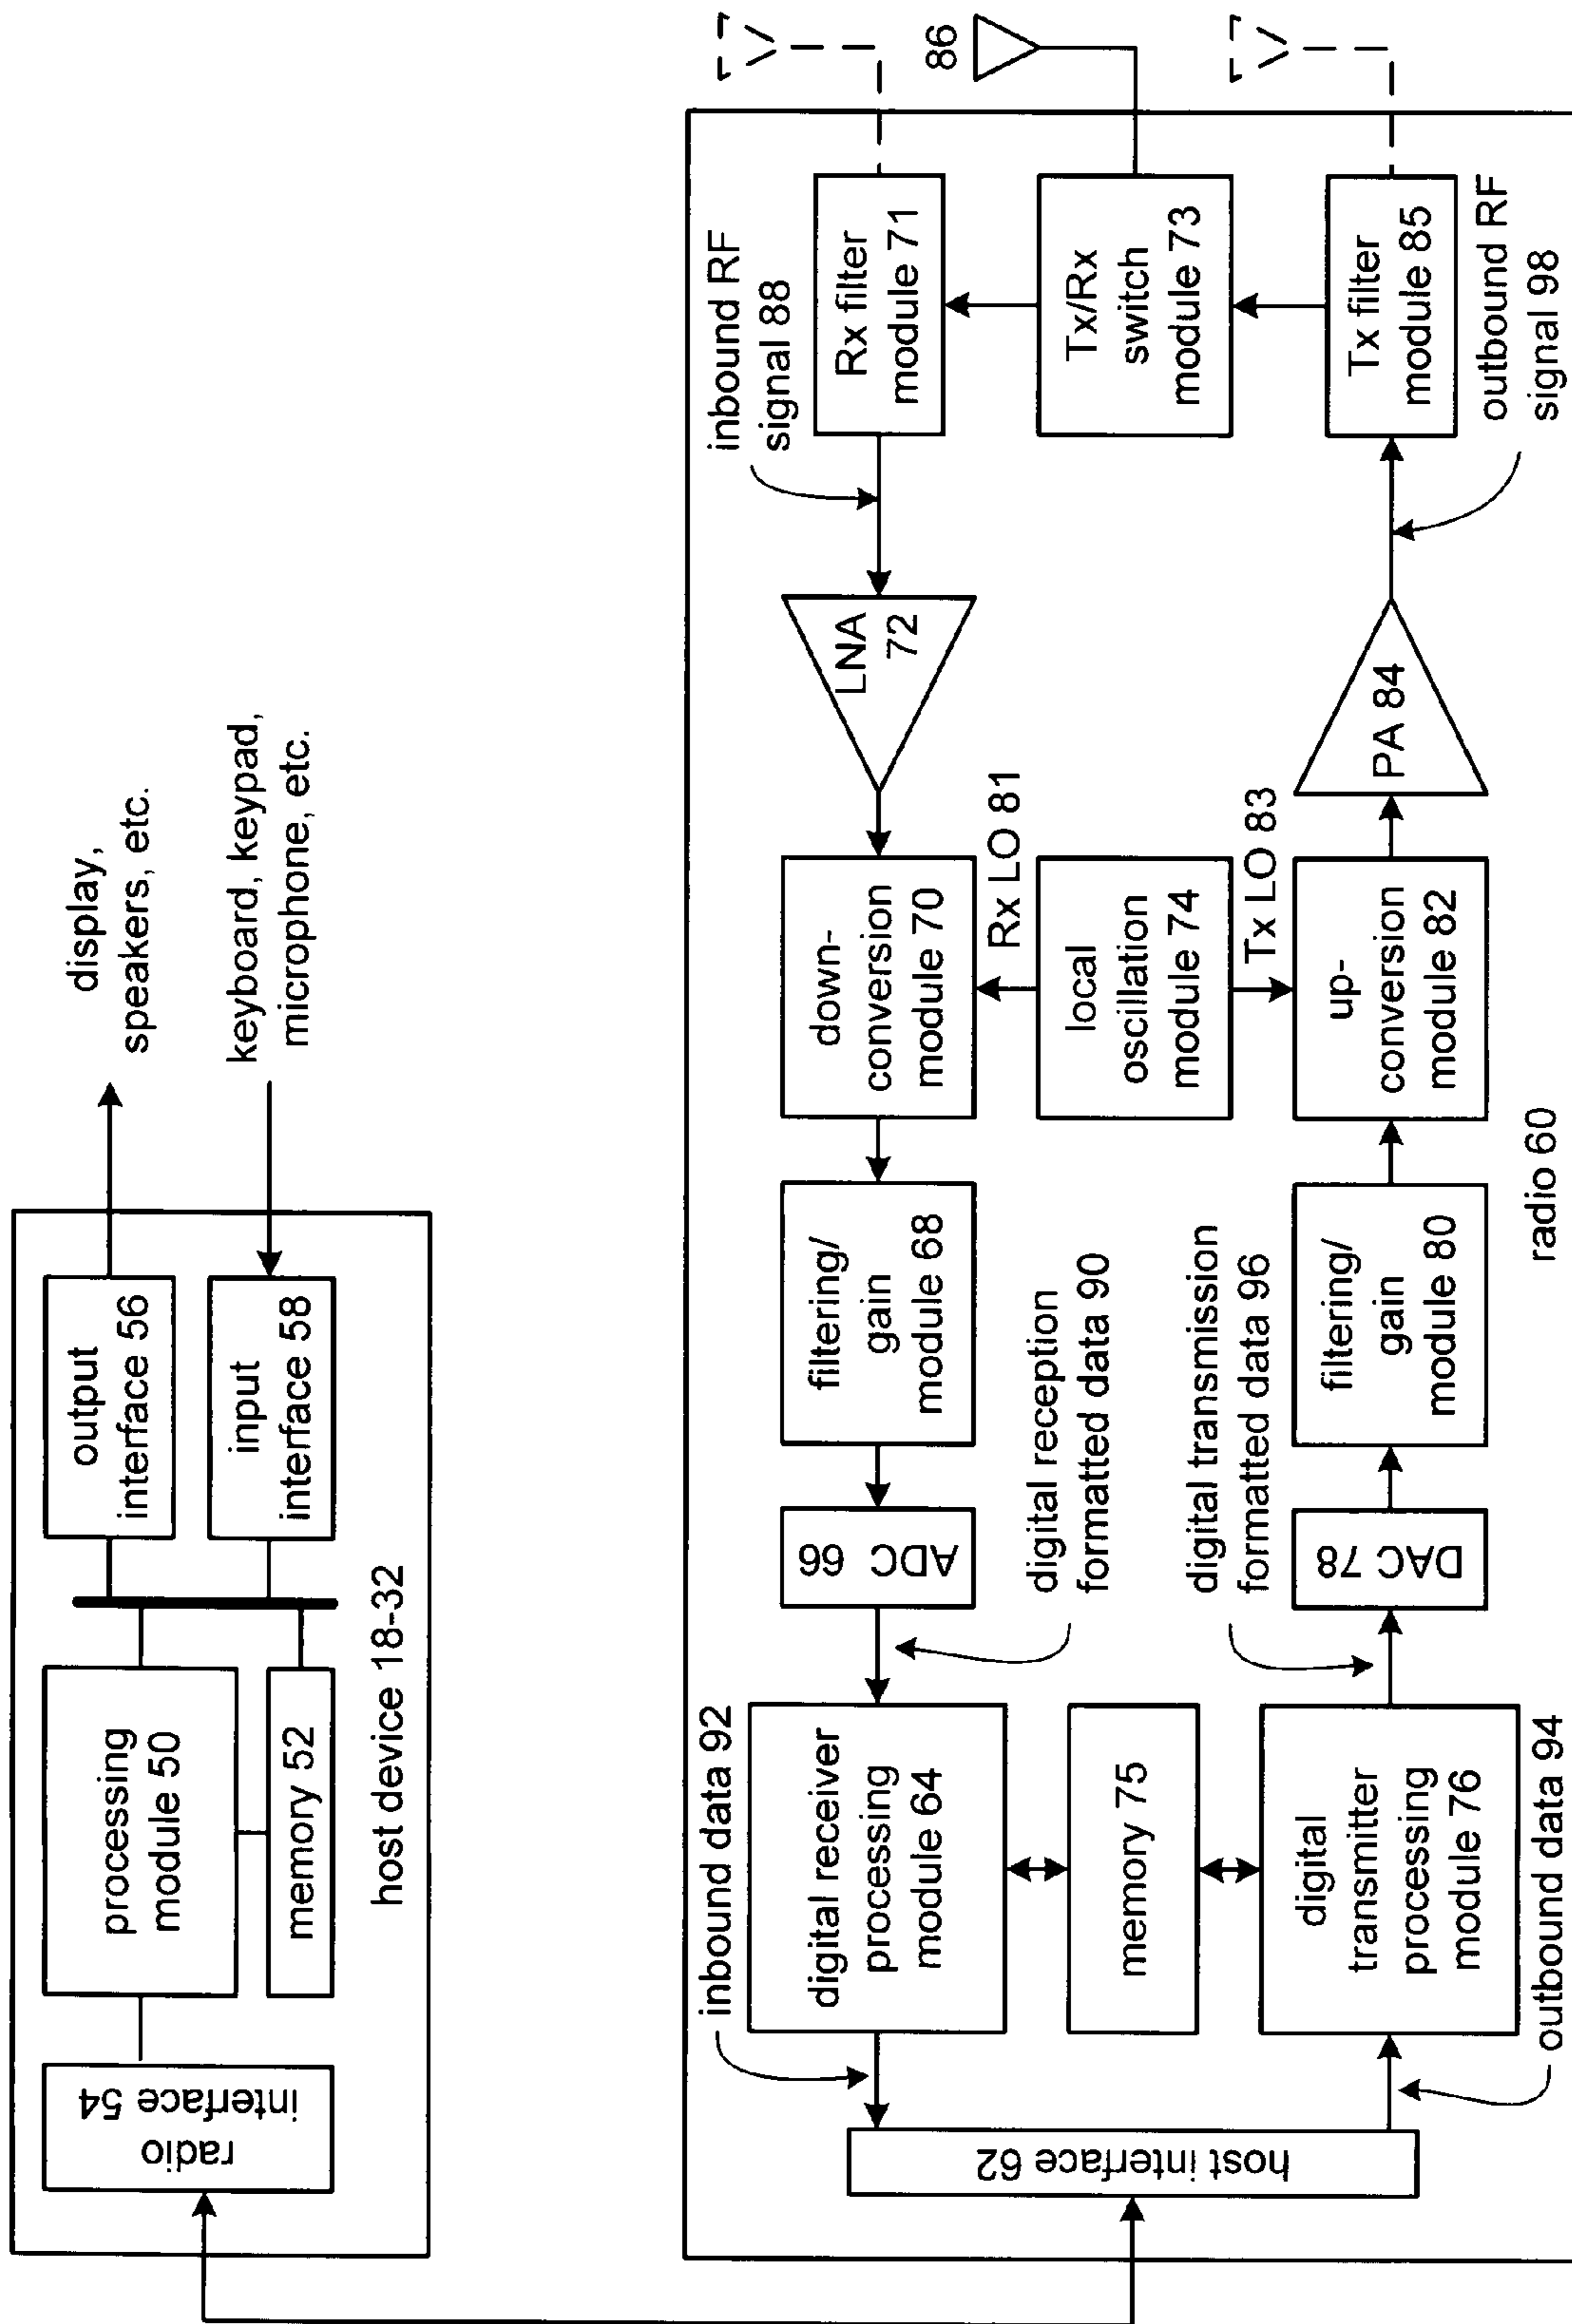 radio
interface 54
processing
module 50
memory 52
host device 18-32
output
interface 56
input
interface 58
display,
speakers, etc.
keyboard, keypad,
microphone, etc.
host interface 62
inbound data 92
digital receiver
processing
module 64
memory 75
digital
transmitter
processing
module 76
outbound data 94
ADC 66
digital reception
formatted data 90
digital transmission
formatted data 96
DAC 78
filtering/
gain
module 68
filtering/
gain
module 80
radio 60
down-
conversion
module 70
Rx LO 81
local
oscillation
module 74
Tx LO 83
up-
conversion
module 82
LNA
72
PA 84
inbound RF
signal 88
Rx filter
module 71
Tx/Rx
switch
module 73
Tx filter
module 85
outbound RF
signal 98
86